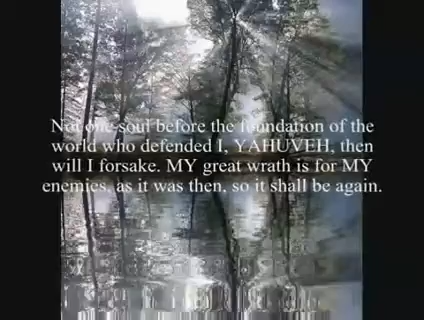 Not one soul before the foundation of the
world who defended I, YAHUVEH, then
will I forsake. MY great wrath is for MY
enemies, as it was then, so it shall be again.